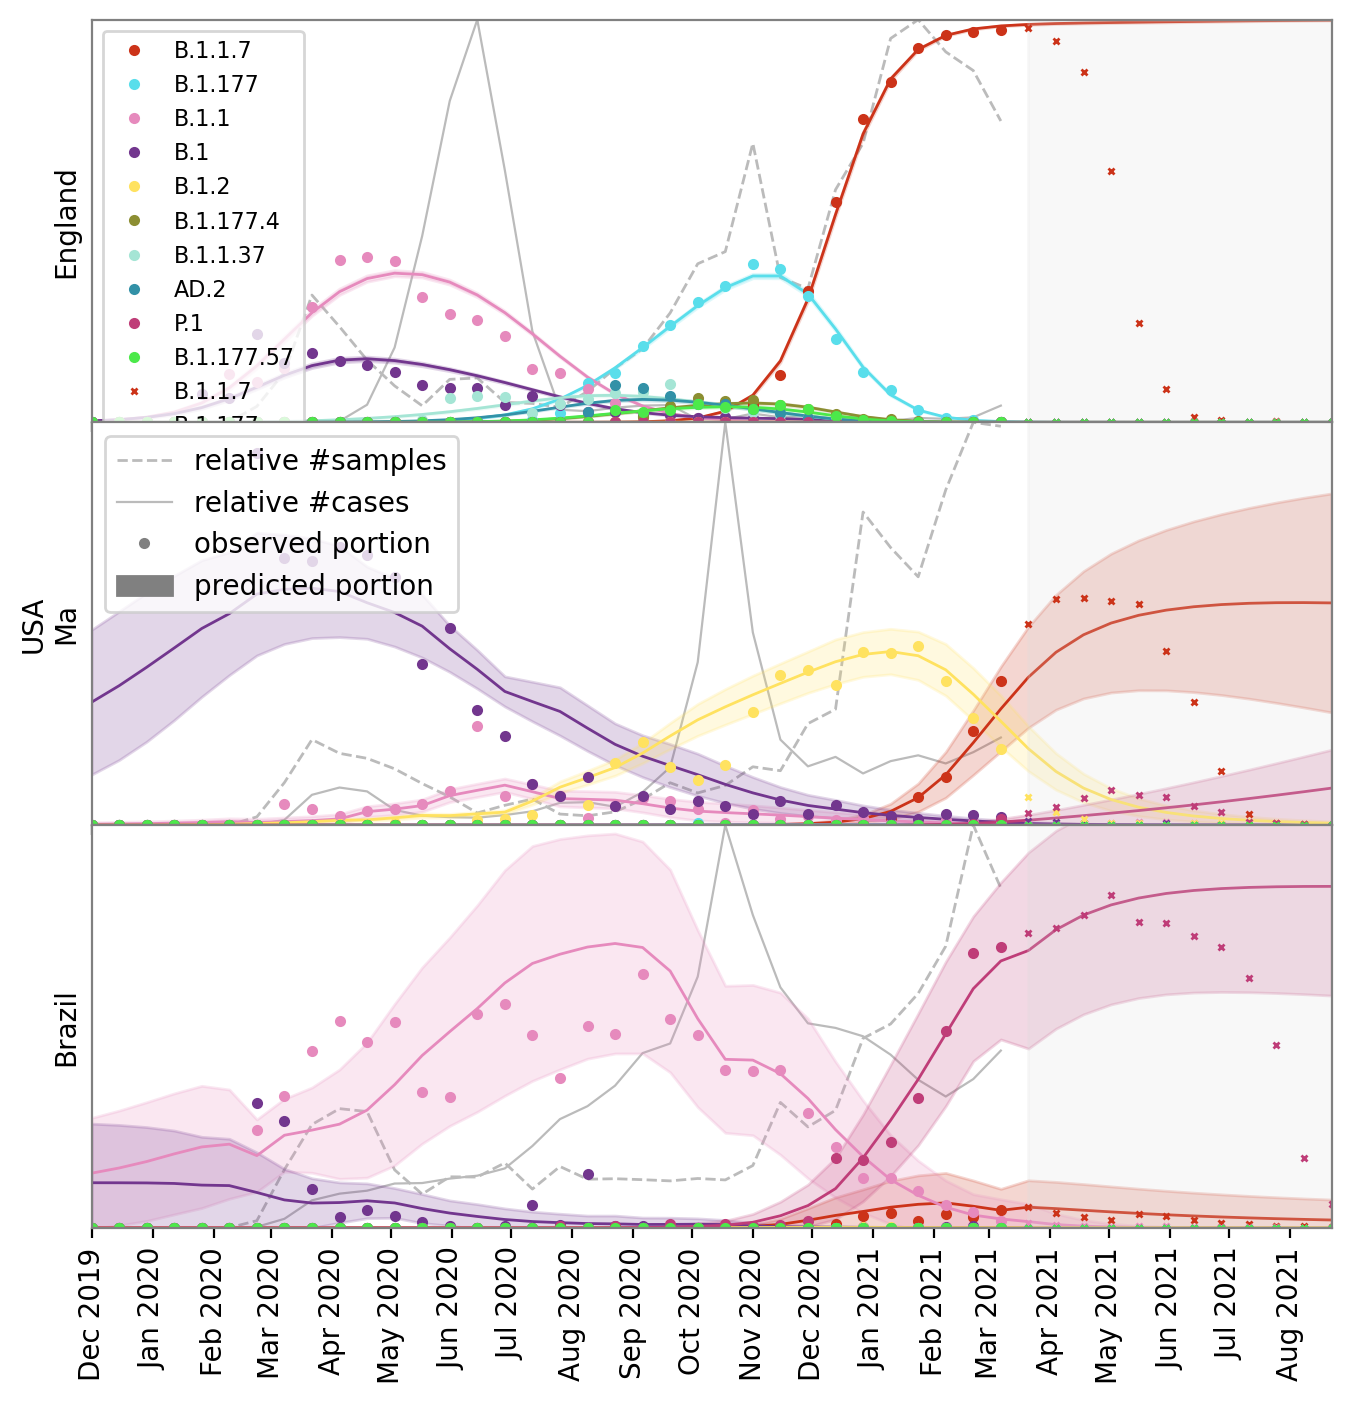 England
B.1.1.7
B.1.177
B.1.1
B.1
B.1.2
B.1.177.4
B.1.1.37
AD.2
P.1
B.1.177.57
B.1.1.7
B.1.177
USA
Ma
relative #samples
relative #cases
observed portion
predicted portion
Brazil
Dec 2019
Jan 2020
Feb 2020
Mar 2020
Apr 2020
May 2020
Jun 2020
Jul 2020
Aug 2020
Sep 2020
Oct 2020
Nov 2020
Dec 2020
Jan 2021
Feb 2021
Mar 2021
Apr 2021
May 2021
Jun 2021
Jul 2021
Aug 2021